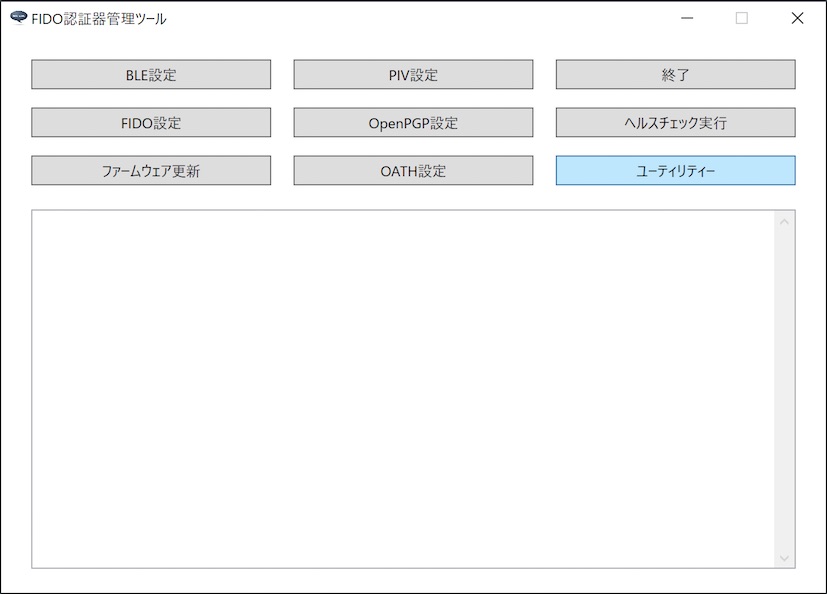 FIDO認証器管理ツール
BLE設定
PIV設定
終了
FIDO設定
OpenPGP設定
ヘルスチェック実行
ファームウェア更新
OATH設定
ユーティリティー